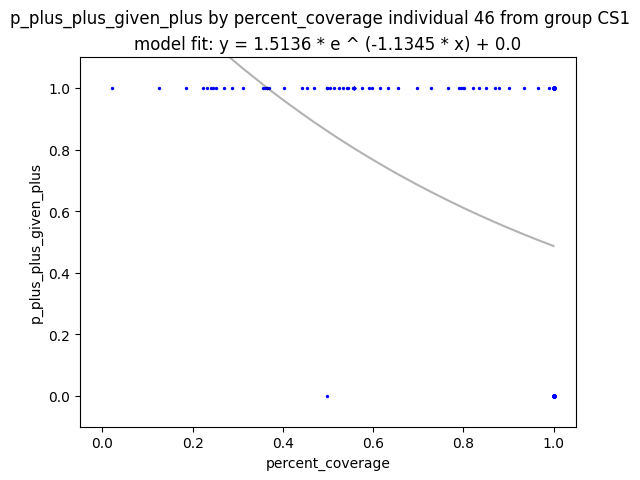 p_plus_plus_given_plus by percent_coverage individual 46 from group CS1
model fit: y = 1.5136 * e ^ (-1.1345 * x) + 0.0
1.0
0.8
0.6
0.4
0.2
0.0
p_plus_plus_given_plus
0.0 0.2 0.4 0.6 0.8 1.0
percent_coverage